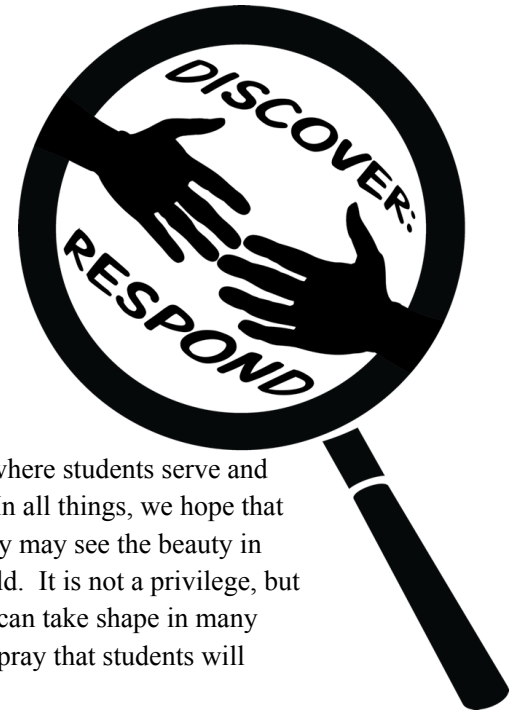 DISCOVER:
RESPOND
where students serve and
In all things, we hope that
y may see the beauty in
ld. It is not a privilege, but
can take shape in many
pray that students will